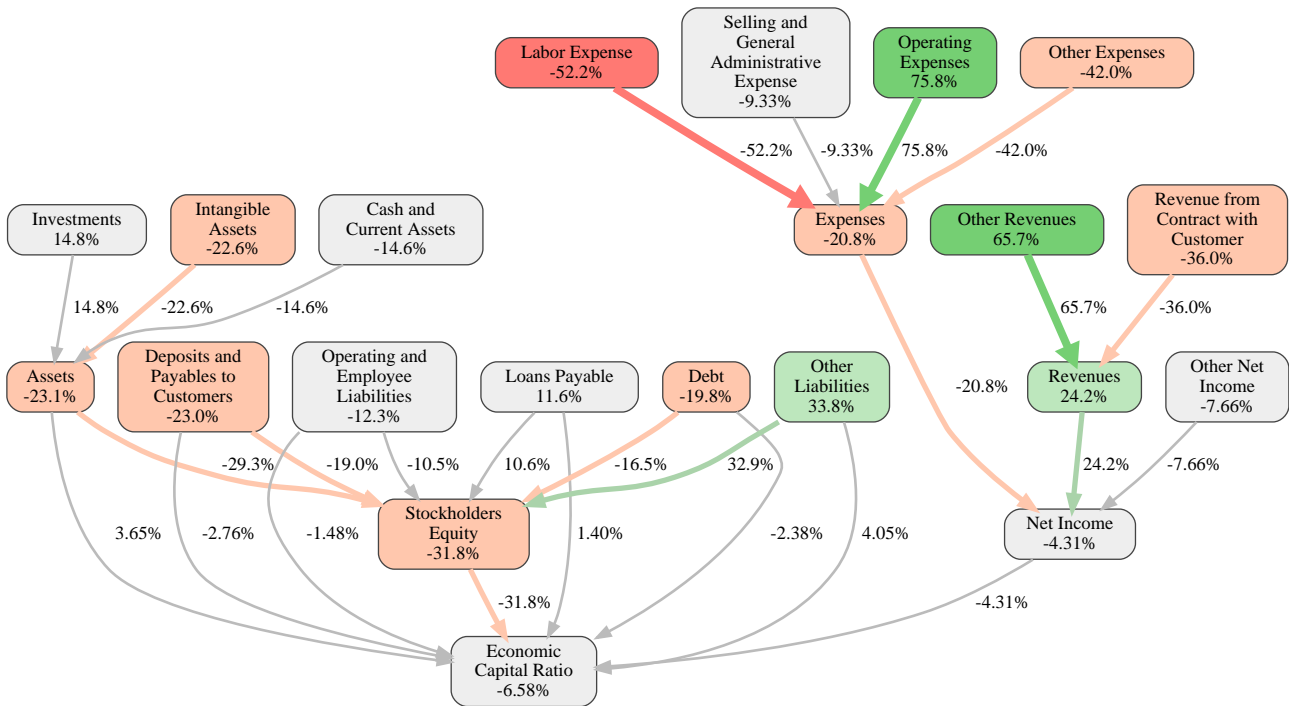 Labor Expense
-52.2%
Selling and
General
Administrative
Expense
-9.33%
Operating
Expenses
75.8%
Other Expenses
-42.0%
-52.2%
-9.33%
75.8%
-42.0%
Investments
14.8%
Intangible
Assets
-22.6%
Cash and
Current Assets
-14.6%
Expenses
-20.8%
Other Revenues
65.7%
Revenue from
Contract with
Customer
-36.0%
14.8%
-22.6%
-14.6%
65.7%
-36.0%
Assets
-23.1%
Deposits and
Payables to
Customers
-23.0%
Operating and
Employee
Liabilities
-12.3%
Loans Payable
11.6%
Debt
-19.8%
Other
Liabilities
33.8%
-20.8%
Revenues
24.2%
Other Net
Income
-7.66%
-29.3%
-19.0%
-10.5%
10.6%
-16.5%
32.9%
24.2%
-7.66%
3.65%
-2.76%
-1.48%
Stockholders
Equity
-31.8%
1.40%
-2.38%
4.05%
Net Income
-4.31%
-31.8%
-4.31%
Economic
Capital Ratio
-6.58%